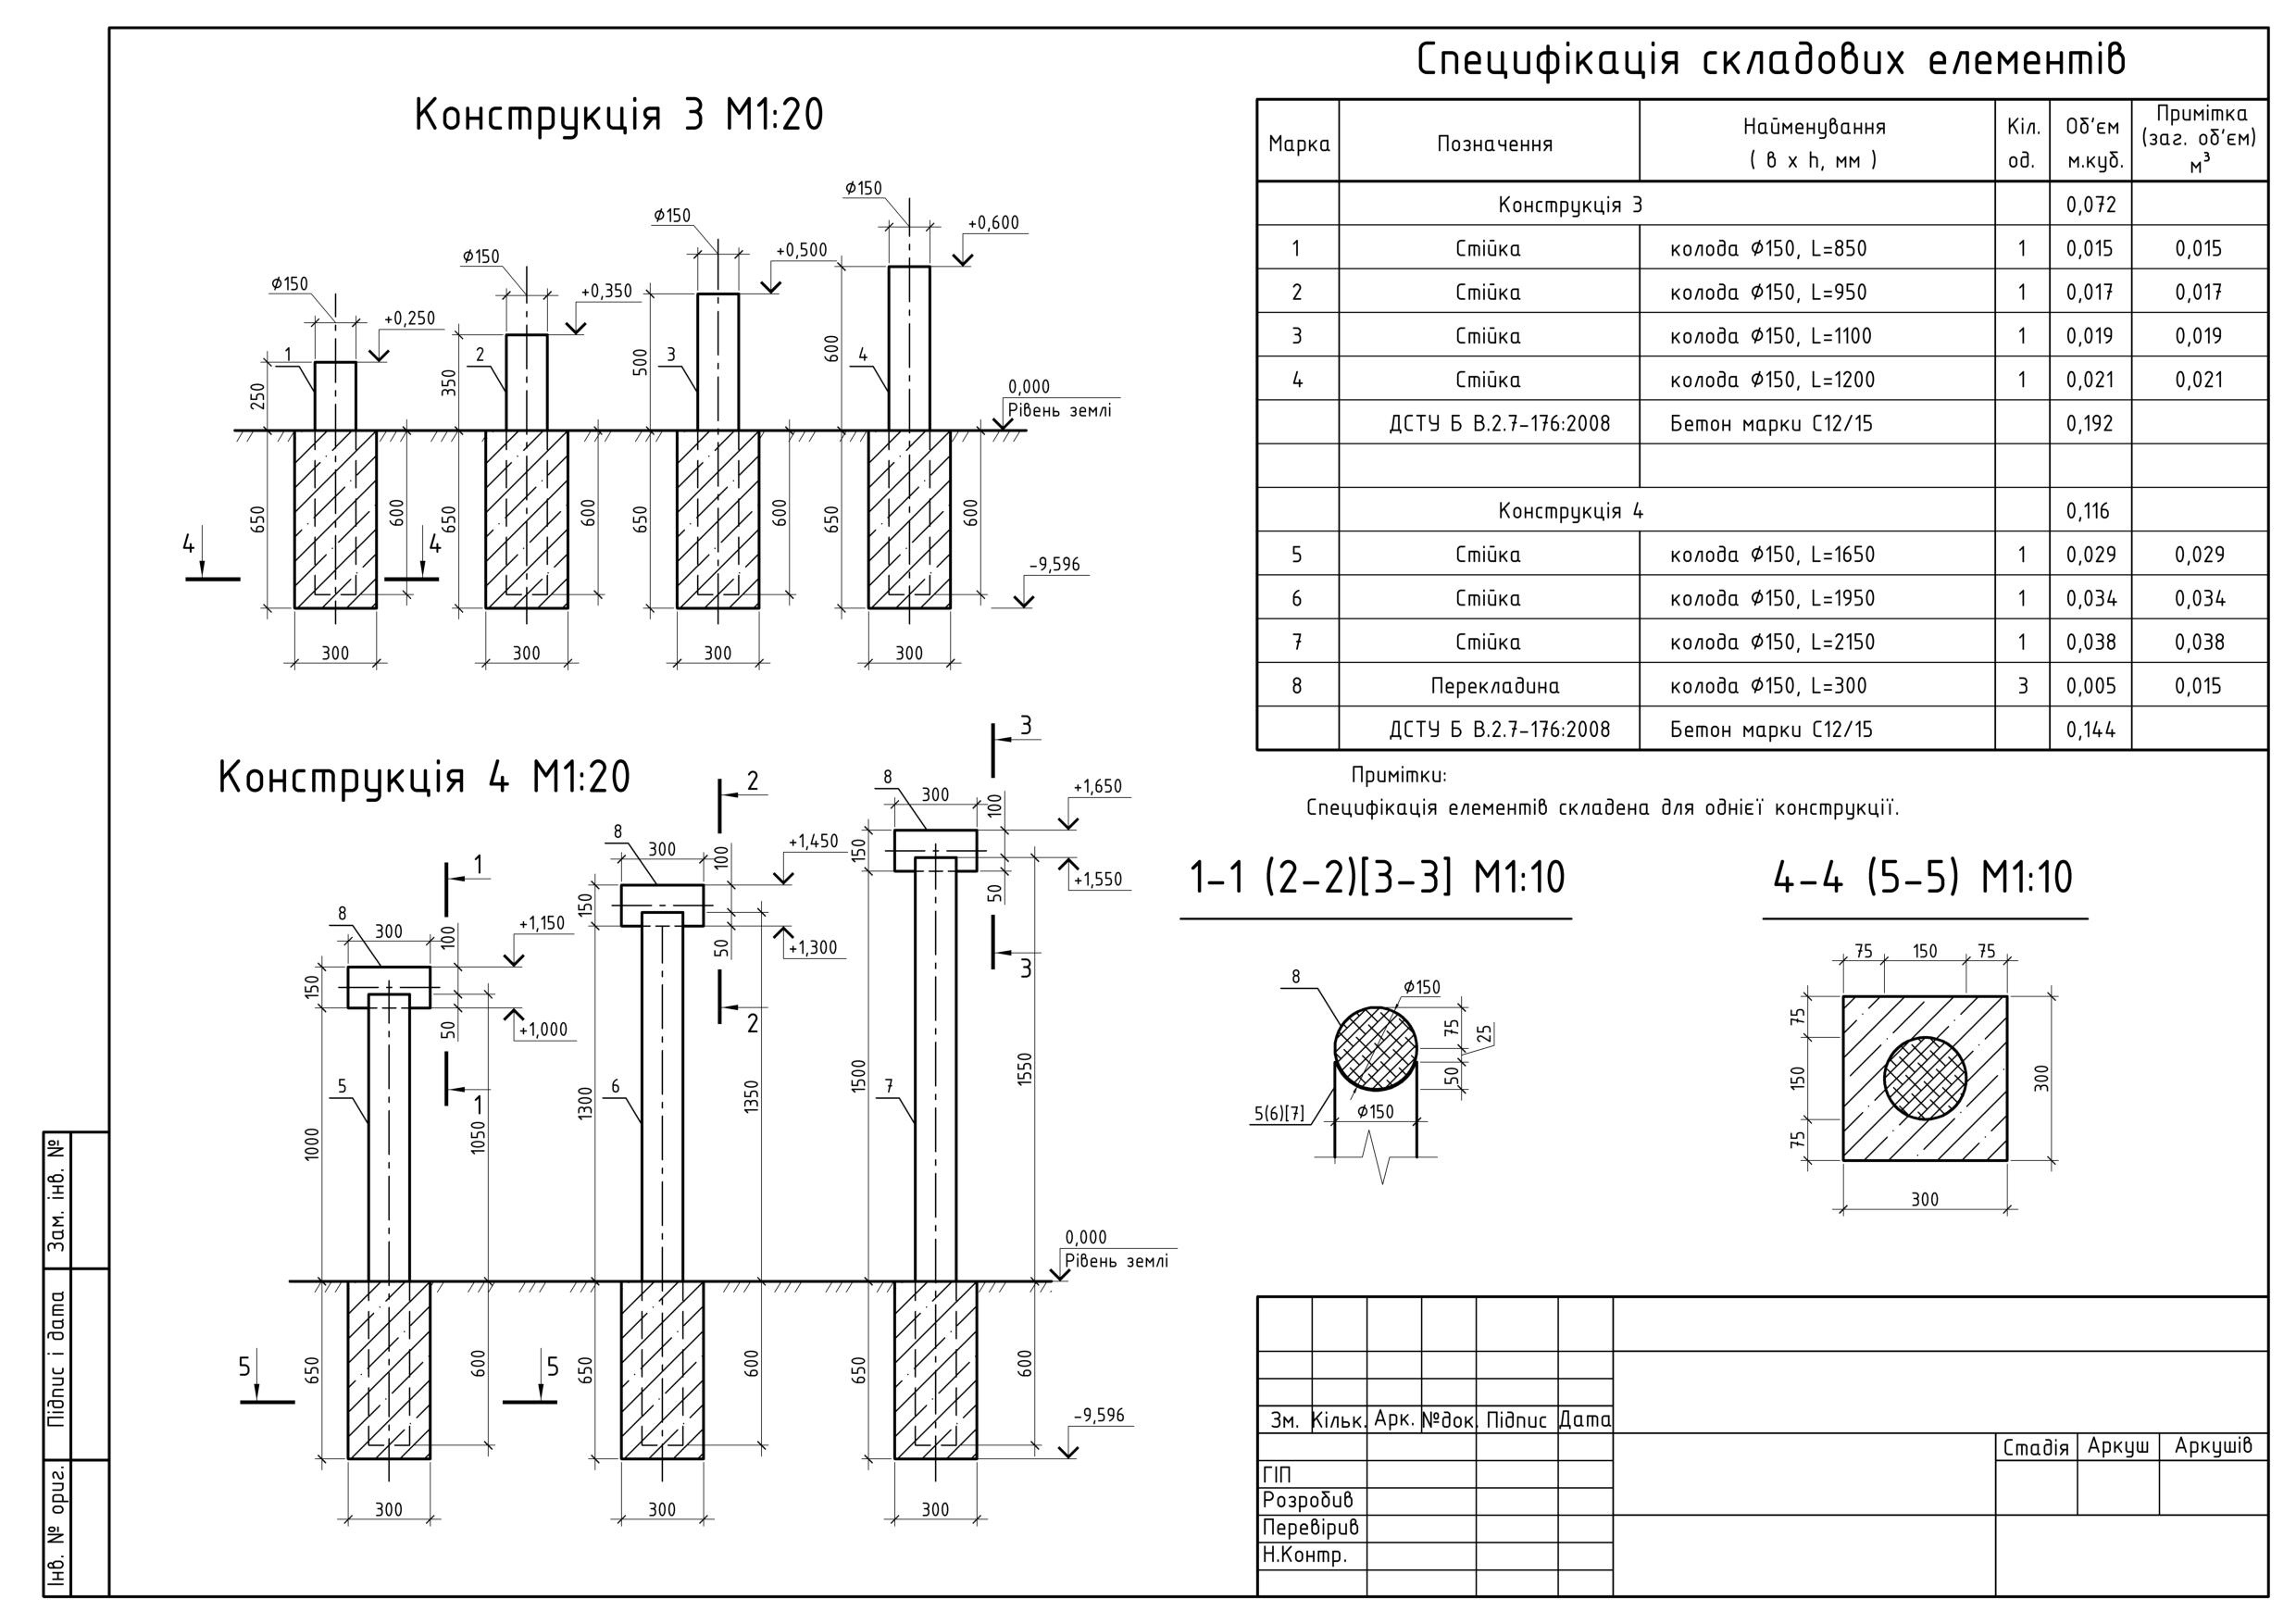 Специфікація складових елементів
Конструкція 3 М1:20
Марка Позначення Найменування ( в х h, мм ) Кіл. од. Об'єм м.куб. Примітка (заг. об'єм) м³
Конструкція 3 0,072
1 Стійка колода Ø150, L=850 1 0,015 0,015
2 Стійка колода Ø150, L=950 1 0,017 0,017
3 Стійка колода Ø150, L=1100 1 0,019 0,019
4 Стійка колода Ø150, L=1200 1 0,021 0,021
ДСТУ Б В.2.7-176:2008 Бетон марки С12/15 0,192
Конструкція 4 0,116
5 Стійка колода Ø150, L=1650 1 0,029 0,029
6 Стійка колода Ø150, L=1950 1 0,034 0,034
7 Стійка колода Ø150, L=2150 1 0,038 0,038
8 Перекладина колода Ø150, L=300 3 0,005 0,015
ДСТУ Б В.2.7-176:2008 Бетон марки С12/15 0,144
Примітки:
Специфікація елементів складена для однієї конструкції.
Ø150 Ø150 Ø150 Ø150
+0,250 +0,350 +0,500 +0,600
1 2 3 4
250 350 500 600
0,000
Рівень землі
650 600 650 600 650 600 650 600
4 4
-9,596
300 300 300 300
Конструкція 4 М1:20
1 2 3
8 8 8
300 300 300
100 100 100
150 150 150
50 50 50
+1,150 +1,450 +1,650
+1,000 +1,300 +1,550
1 2 3
5 6 7
1000 1050 1300 1350 1500 1550
0,000
Рівень землі
650 600 650 600 650 600
5 5
-9,596
300 300 300
1-1 (2-2)[3-3] М1:10
8
Ø150
75
25
50
5(6)[7]
Ø150
4-4 (5-5) М1:10
75 150 75
75
150
75
300
300
Зм. Кільк. Арк. №док. Підпис Дата
Стадія Аркуш Аркушів
ГІП
Розробив
Перевірив
Н.Контр.
Зам. інв. №
Підпис і дата
Інв. № ориг.